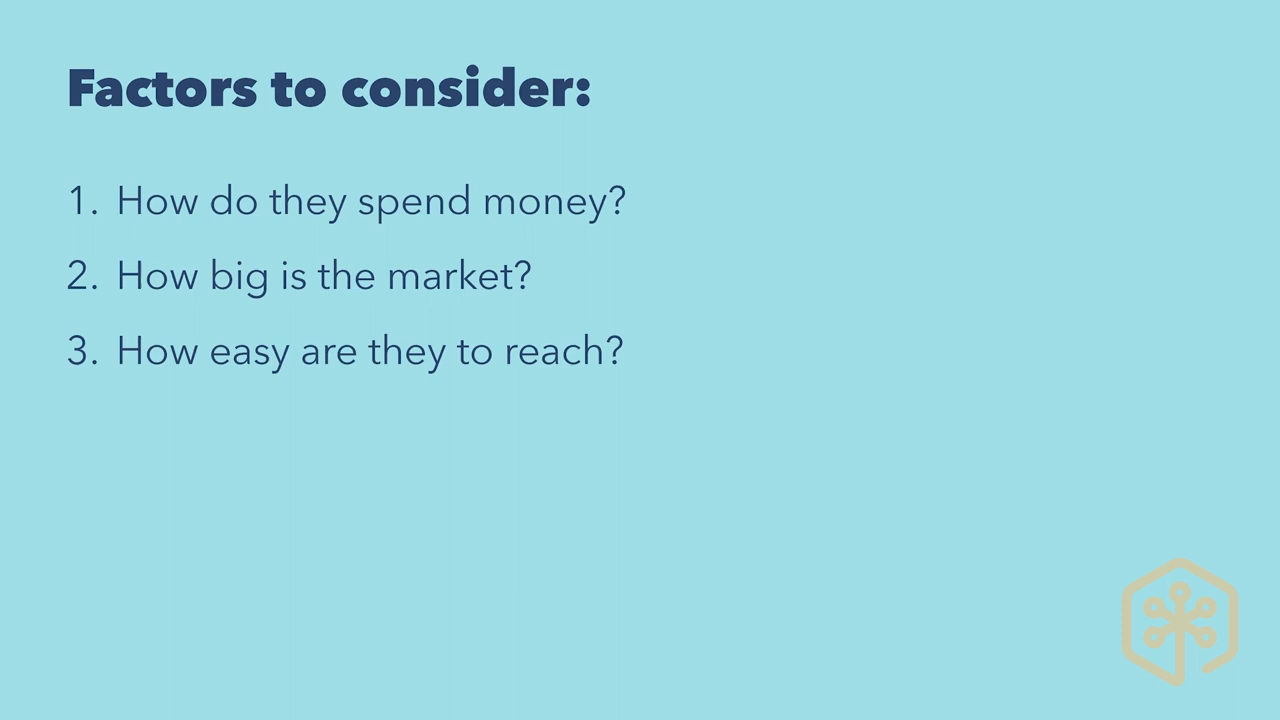 Factors to consider:
1. How do they spend money?
2. How big is the market?
3. How easy are they to reach?